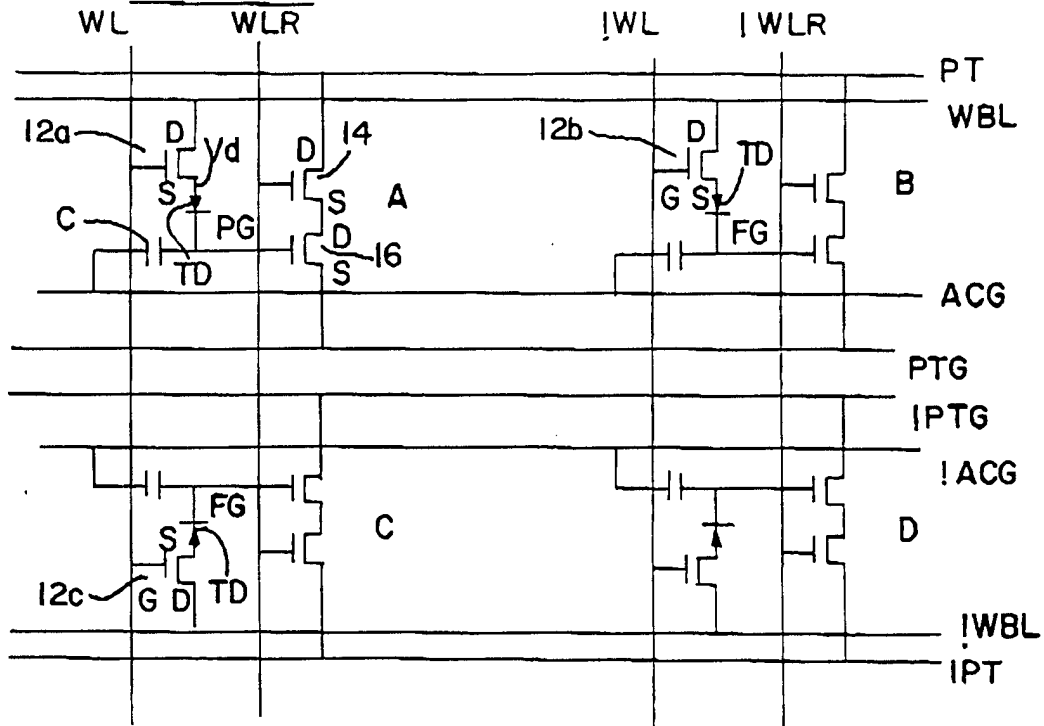 WL WLR !WL !WLR
PT
WBL
12a D Vd D 14 12b D TD
S S A G S B
C PG D FG
TD 16
S
ACG
PTG
!PTG
!ACG
FG C D
S
12c G D TD
!WBL
!PT